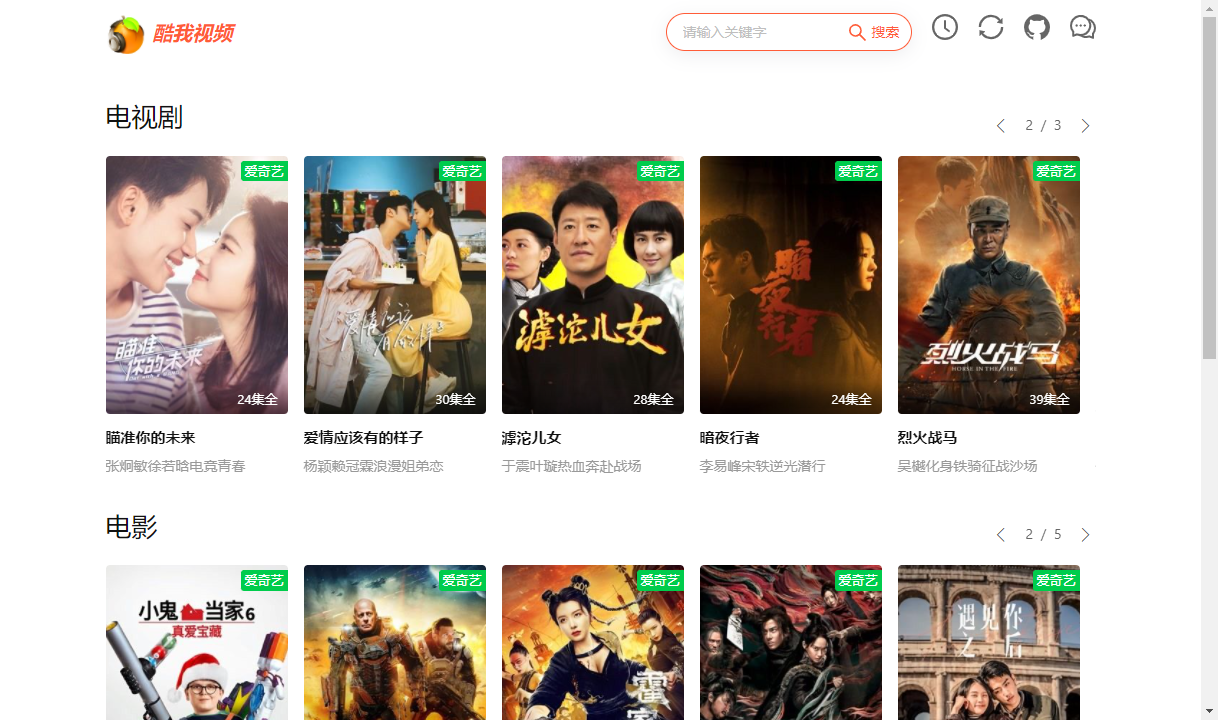 酷我视频
请输入关键字
搜索
电视剧
2 / 3
爱奇艺
爱奇艺
爱奇艺
爱奇艺
爱奇艺
瞄准
你的未来
爱情应该
有的样子
滹沱儿女
暗夜行者
烈火战马
HORSE IN THE FIRE
24集全
30集全
28集全
24集全
39集全
瞄准你的未来
爱情应该有的样子
滹沱儿女
暗夜行者
烈火战马
张炯敏徐若晗电竞青春
杨颖赖冠霖浪漫姐弟恋
于震叶璇热血奔赴战场
李易峰宋轶逆光潜行
吴樾化身铁骑征战沙场
电影
2 / 5
爱奇艺
爱奇艺
爱奇艺
爱奇艺
爱奇艺
小鬼当家6
真爱宝藏
遇见你
之后
霍家